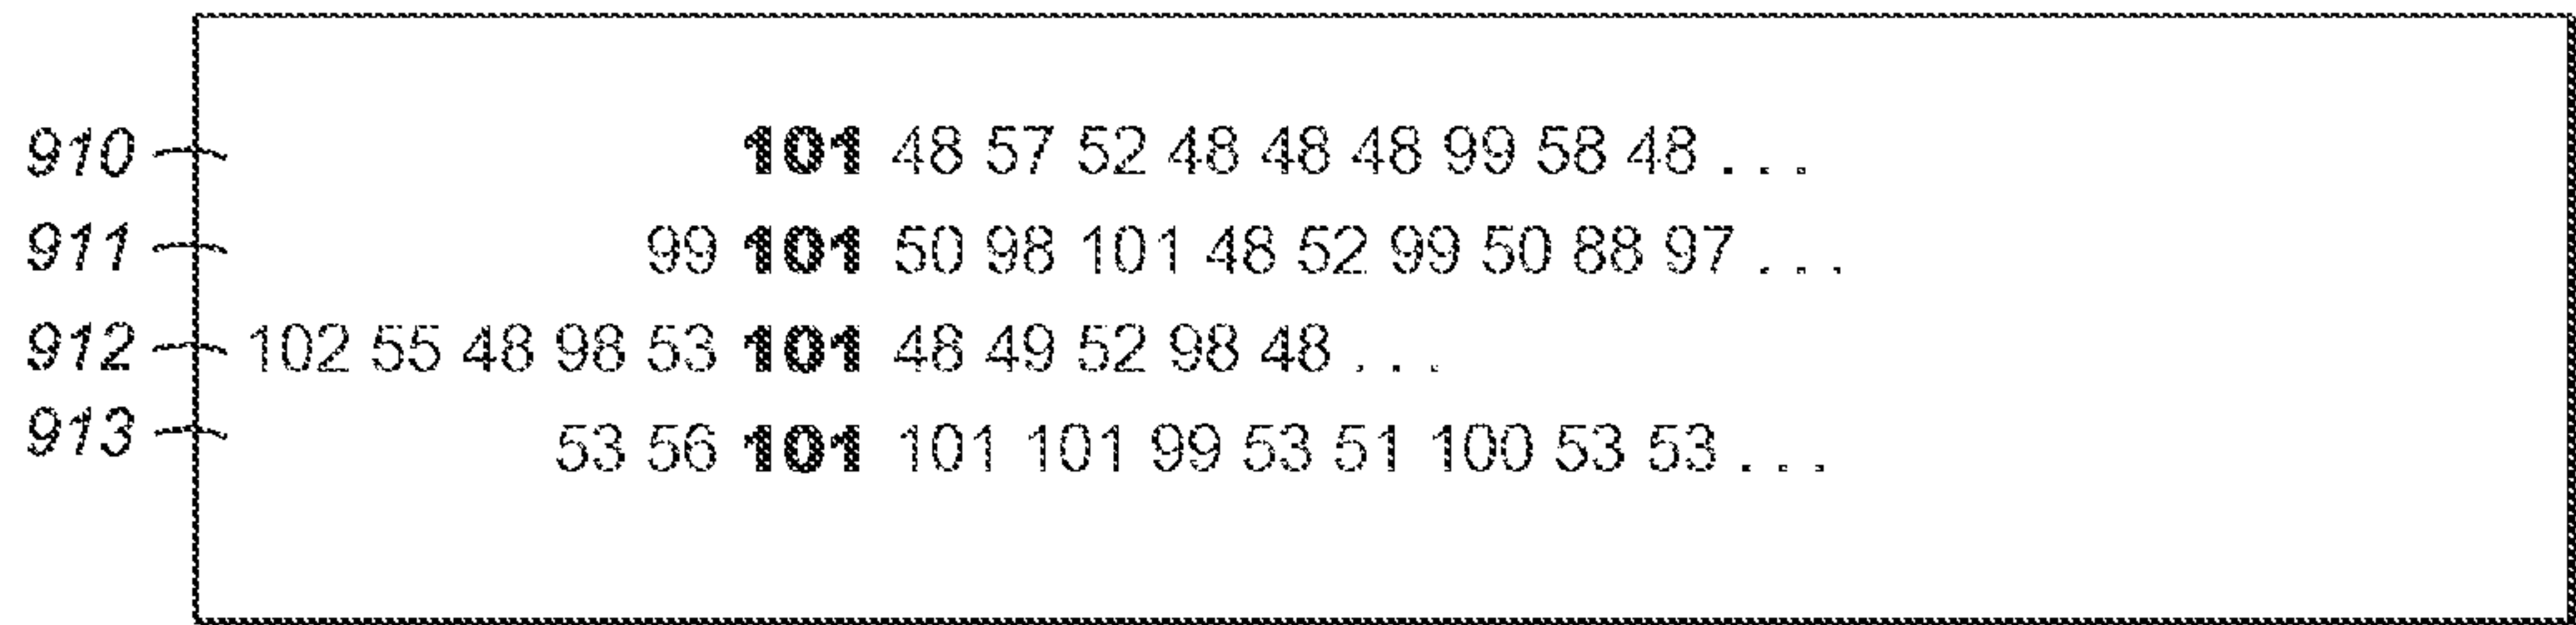 910 101 48 57 52 48 48 48 99 58 48 . . .
911 99 101 50 98 101 48 52 99 50 88 97 . . .
912 102 55 48 98 53 101 48 49 52 98 48 . . .
913 53 56 101 101 101 99 53 51 100 53 53 . . .